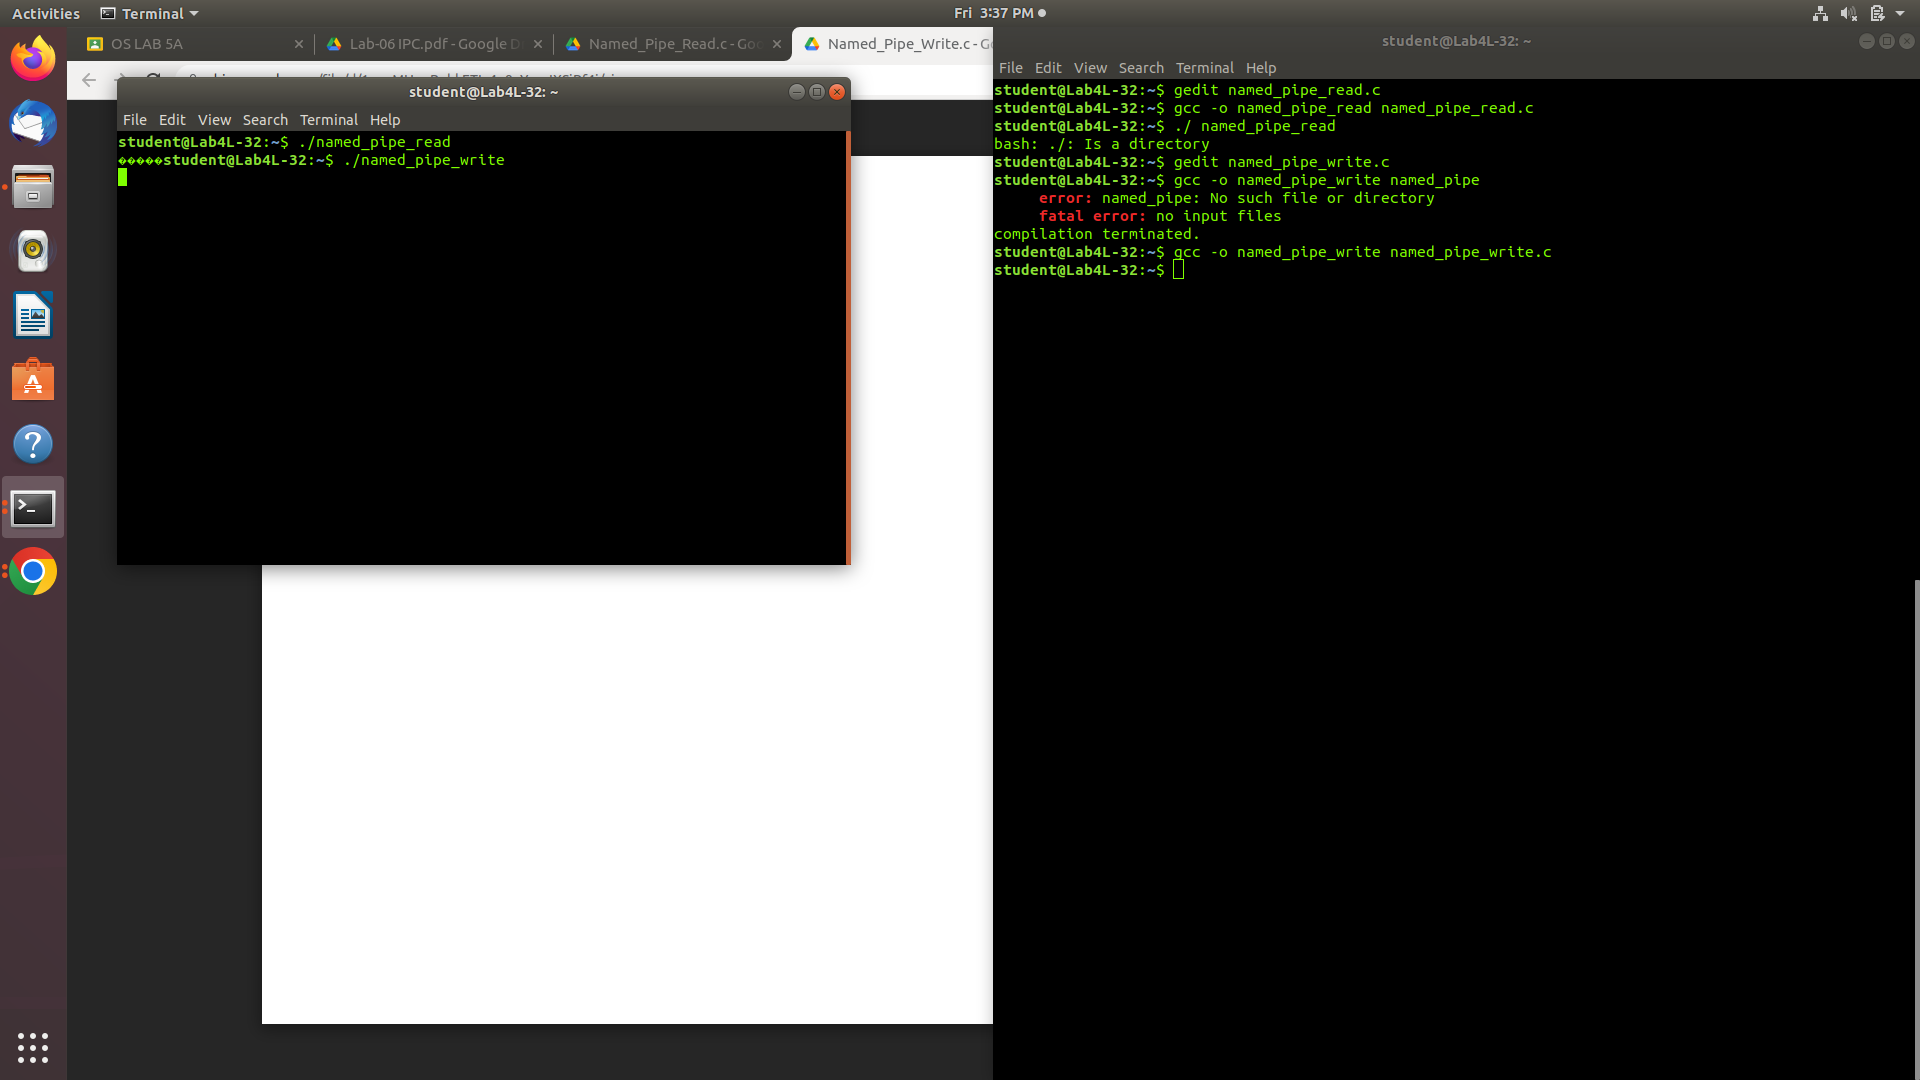 Activities
Terminal
Fri 3:37 PM
OS LAB 5A
Lab-06 IPC.pdf - Google D
Named_Pipe_Read.c - Goo
Named_Pipe_Write.c - G
student@Lab4L-32: ~
File Edit View Search Terminal Help
student@Lab4L-32:~$ ./named_pipe_read
�����student@Lab4L-32:~$ ./named_pipe_write
student@Lab4L-32: ~
File Edit View Search Terminal Help
student@Lab4L-32:~$ gedit named_pipe_read.c
student@Lab4L-32:~$ gcc -o named_pipe_read named_pipe_read.c
student@Lab4L-32:~$ ./ named_pipe_read
bash: ./: Is a directory
student@Lab4L-32:~$ gedit named_pipe_write.c
student@Lab4L-32:~$ gcc -o named_pipe_write named_pipe
error: named_pipe: No such file or directory
fatal error: no input files
compilation terminated.
student@Lab4L-32:~$ gcc -o named_pipe_write named_pipe_write.c
student@Lab4L-32:~$